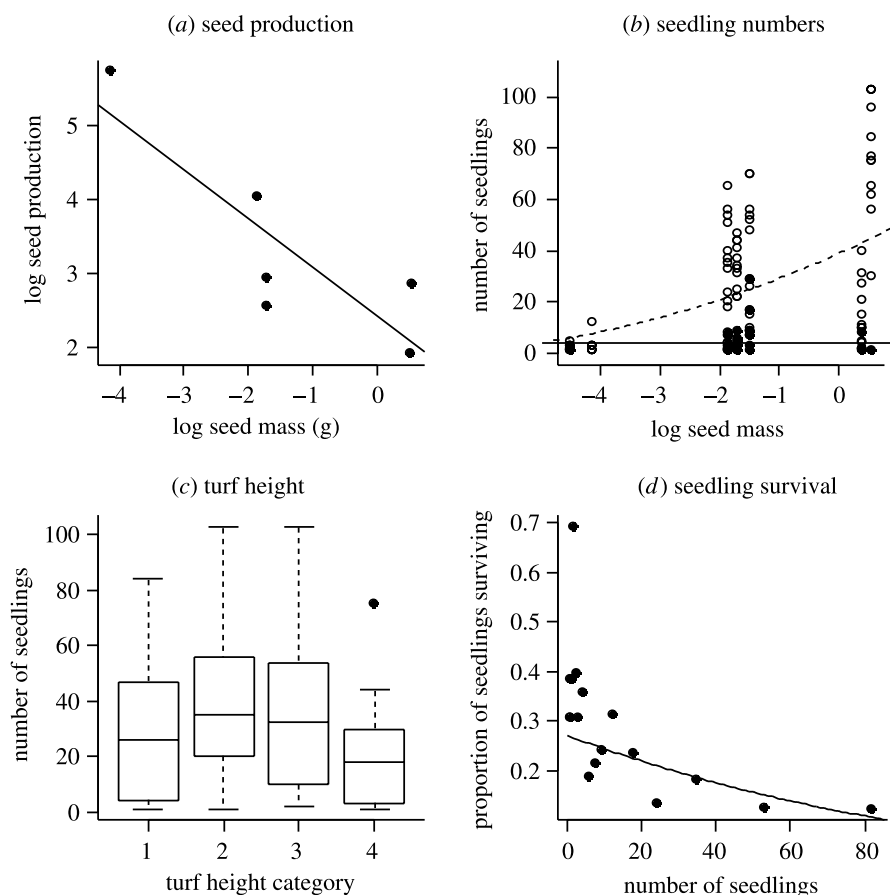 (a) seed production
log seed production
5
4
3
2
−4 −3 −2 −1 0
log seed mass (g)
(b) seedling numbers
number of seedlings
100
80
60
40
20
0
−4 −3 −2 −1 0
log seed mass
(c) turf height
number of seedlings
100
80
60
40
20
0
1 2 3 4
turf height category
(d) seedling survival
proportion of seedlings surviving
0.7
0.6
0.5
0.4
0.3
0.2
0 20 40 60 80
number of seedlings